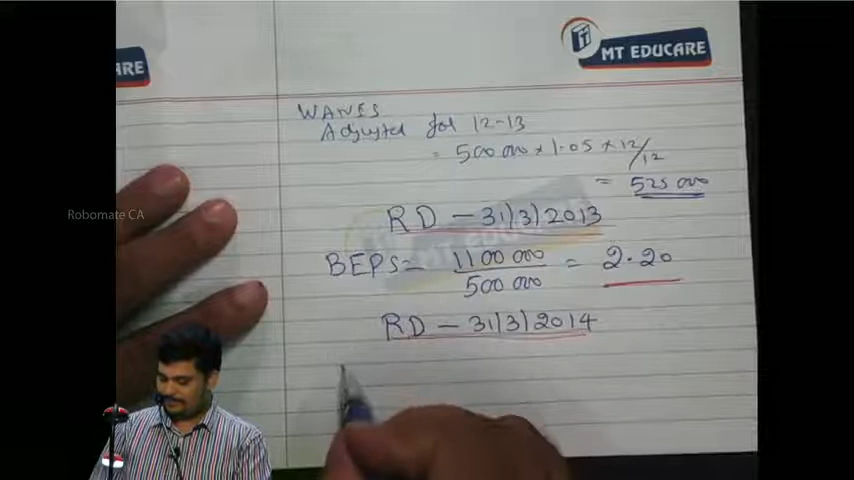 ARE
MT EDUCARE
WANES
Adjusted for 12-13
= 500 000 × 1.05 × 12/12
= 525 000
RD - 31/3/2013
BEPS = 1100 000 / 500 000 = 2.20
RD - 31/3/2014
Robomate CA